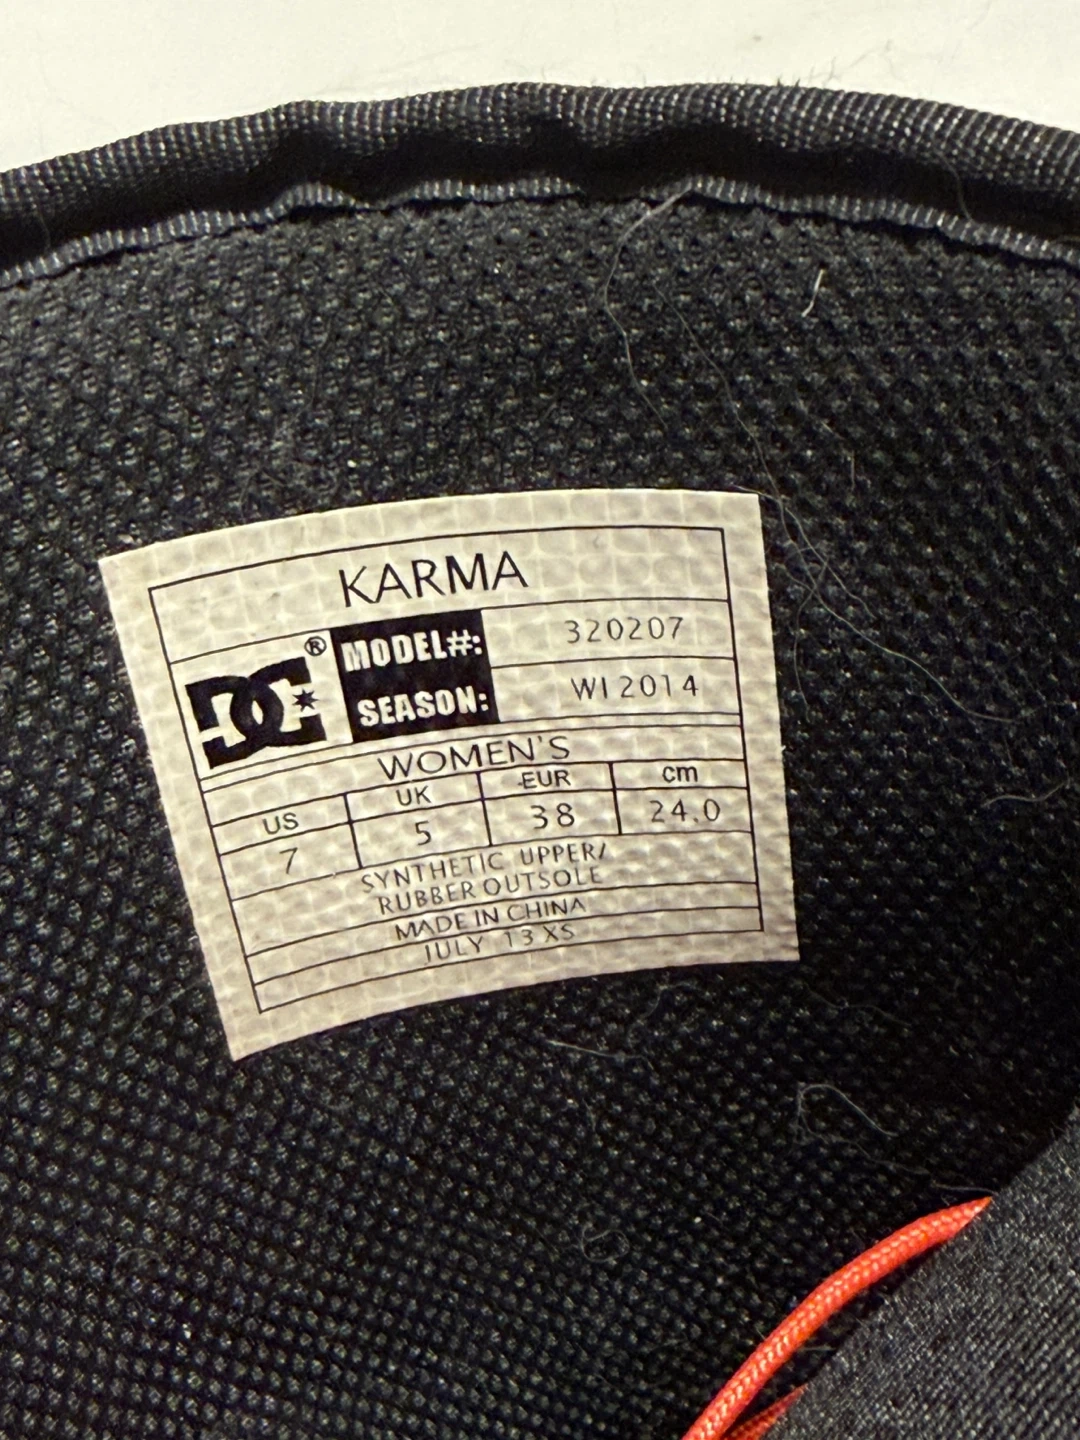 KARMA
DC®
MODEL#: 320207
SEASON: WI 2014
WOMEN'S
US UK EUR cm
7 5 38 24.0
SYNTHETIC UPPER/
RUBBER OUTSOLE
MADE IN CHINA
JULY 13 XS